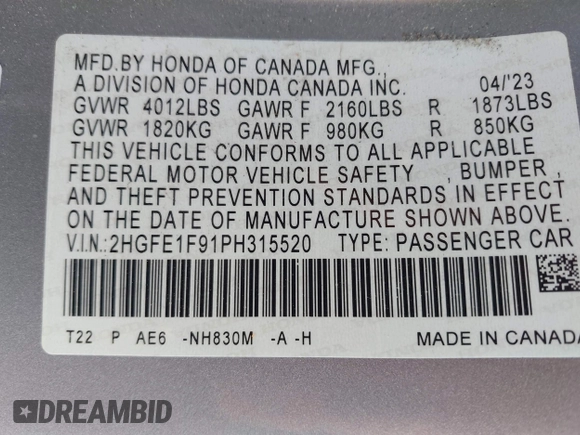 MFD. BY HONDA OF CANADA MFG.,
A DIVISION OF HONDA CANADA INC. 04/'23
GVWR 4012LBS GAWR F 2160LBS R 1873LBS
GVWR 1820KG GAWR F 980KG R 850KG
THIS VEHICLE CONFORMS TO ALL APPLICABLE
FEDERAL MOTOR VEHICLE SAFETY , BUMPER ,
AND THEFT PREVENTION STANDARDS IN EFFECT
ON THE DATE OF MANUFACTURE SHOWN ABOVE.
V.I.N.:2HGFE1F91PH315520 TYPE: PASSENGER CAR
T22 P AE6 -NH830M -A -H MADE IN CANADA
DREAMBID